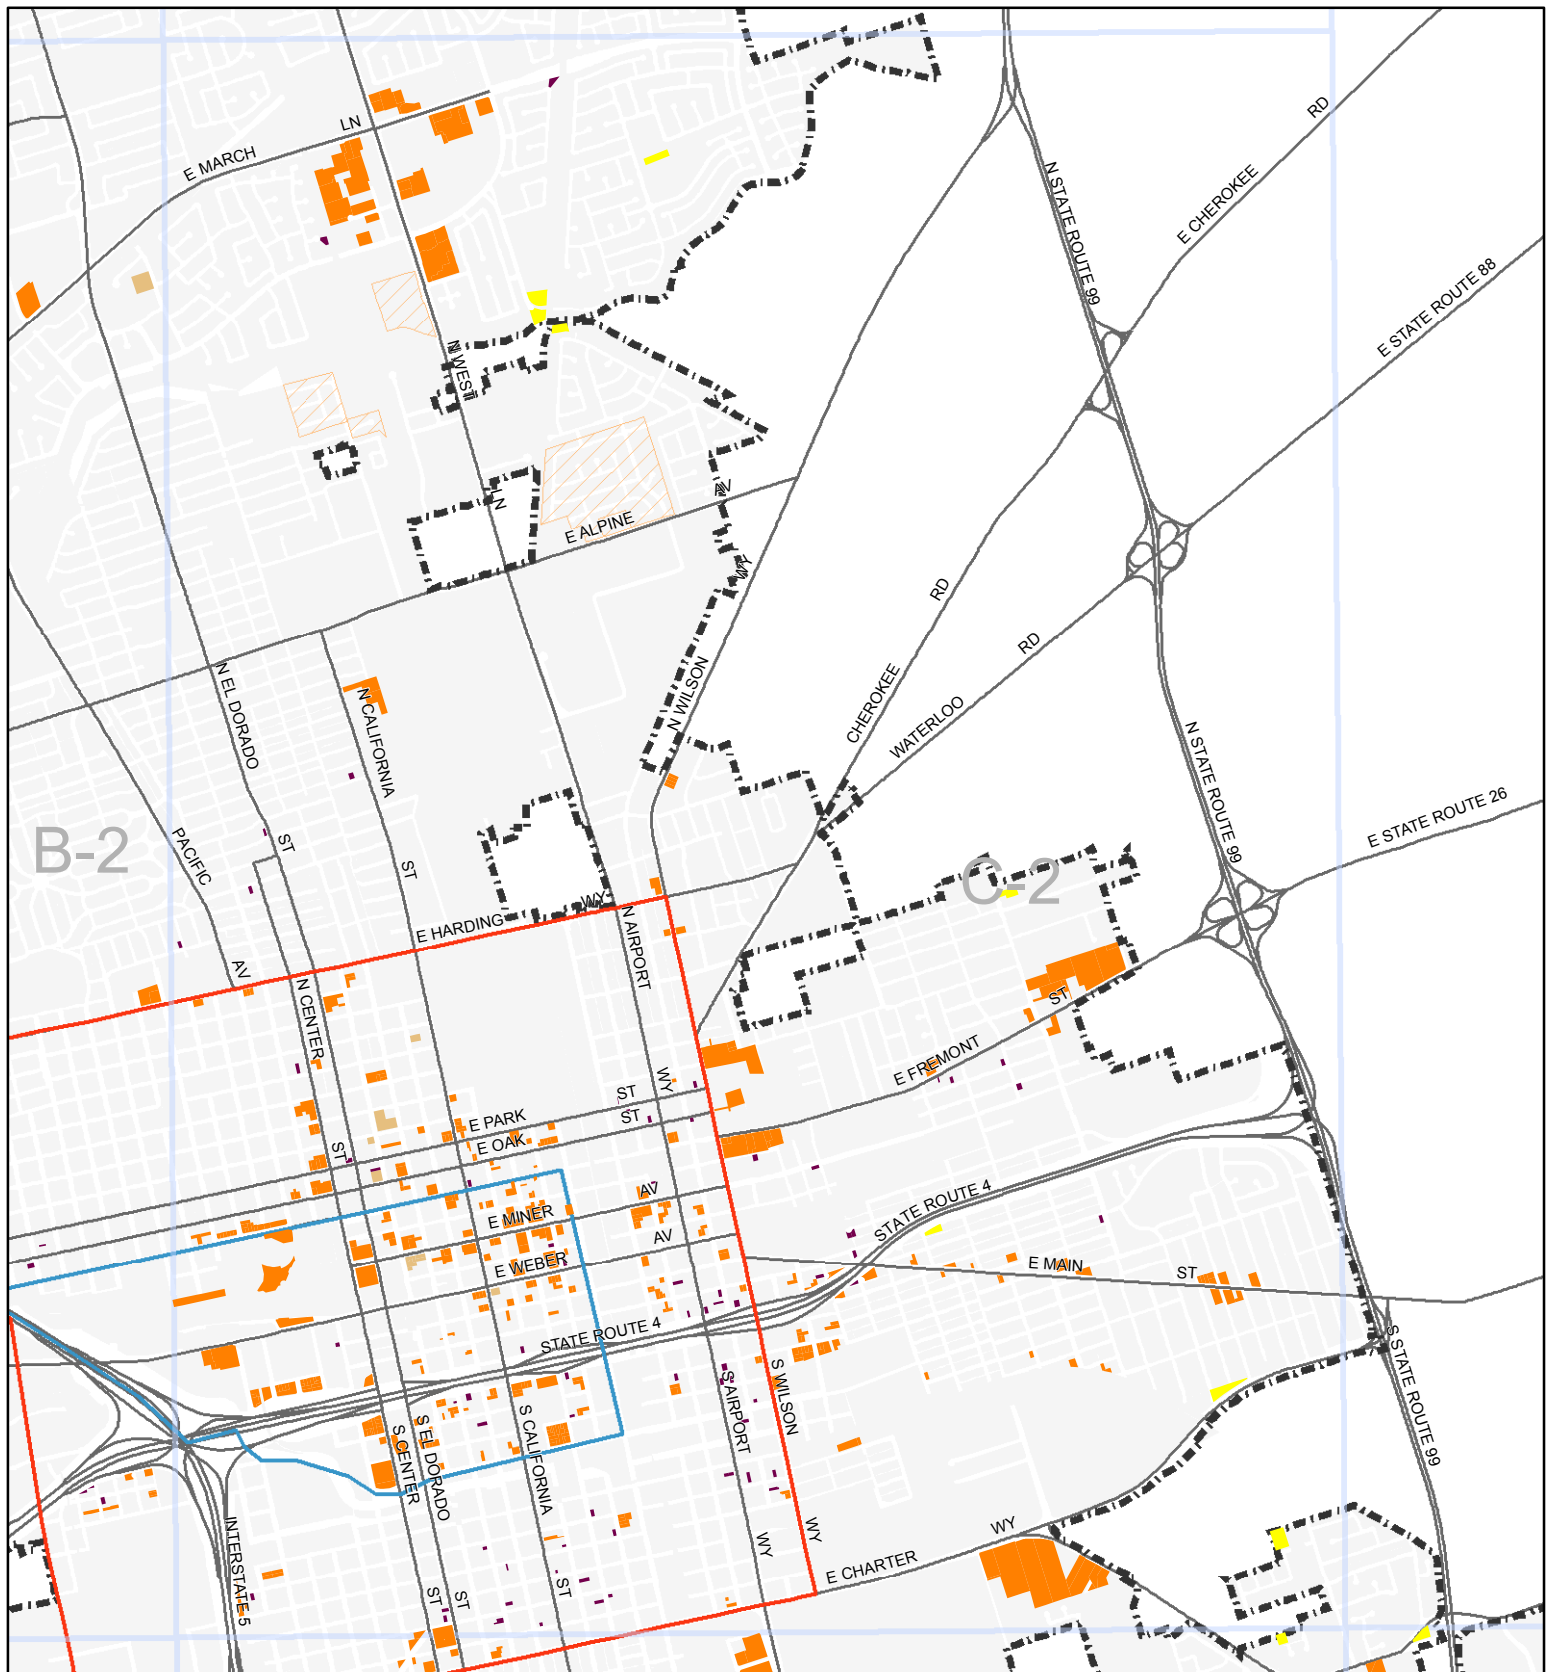 LN
E MARCH
RD
N STATE ROUTE 99
E CHEROKEE
E STATE ROUTE 88
N WEST
LN
AV
E ALPINE
WY
RD
RD
N EL DORADO
N CALIFORNIA
N WILSON
CHEROKEE
WATERLOO
N STATE ROUTE 99
E STATE ROUTE 26
B-2
PACIFIC
ST
ST
C-2
WY
E HARDING
N AIRPORT
AV
N CENTER
ST
E FREMONT
WY
ST
E PARK
ST
E OAK
ST
AV
STATE ROUTE 4
E MINER
AV
E WEBER
E MAIN
ST
STATE ROUTE 4
S STATE ROUTE 99
S AIRPORT
S WILSON
S CALIFORNIA
S EL DORADO
S CENTER
INTERSTATE 5
WY
WY
WY
E CHARTER
ST
ST
ST